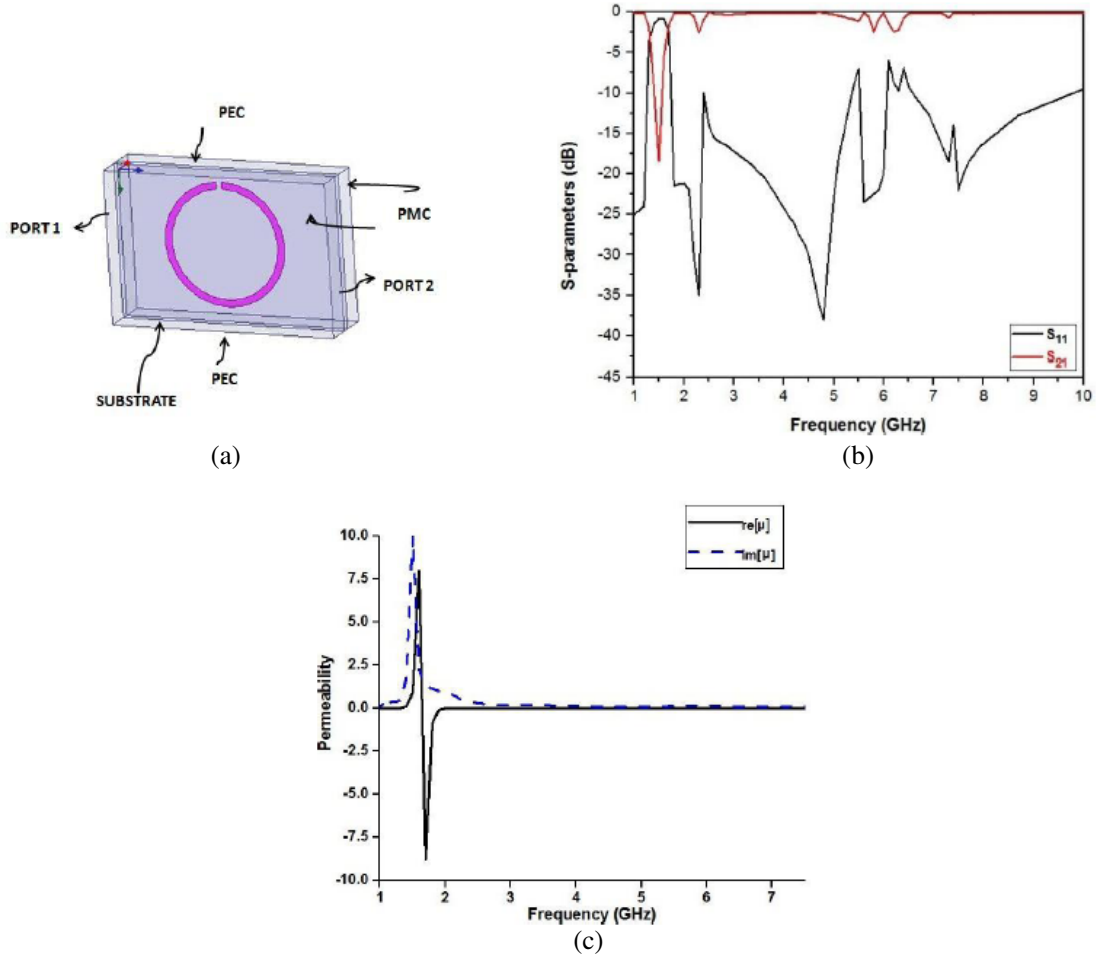 PEC
PMC
PORT 1
PORT 2
PEC
SUBSTRATE
(a)
0
-5
-10
-15
-20
-25
-30
-35
-40
-45
S-parameters (dB)
S11
S21
1 2 3 4 5 6 7 8 9 10
Frequency (GHz)
(b)
re[μ]
Im[μ]
10.0
7.5
5.0
2.5
0.0
-2.5
-5.0
-7.5
-10.0
Permeability
1 2 3 4 5 6 7
Frequency (GHz)
(c)